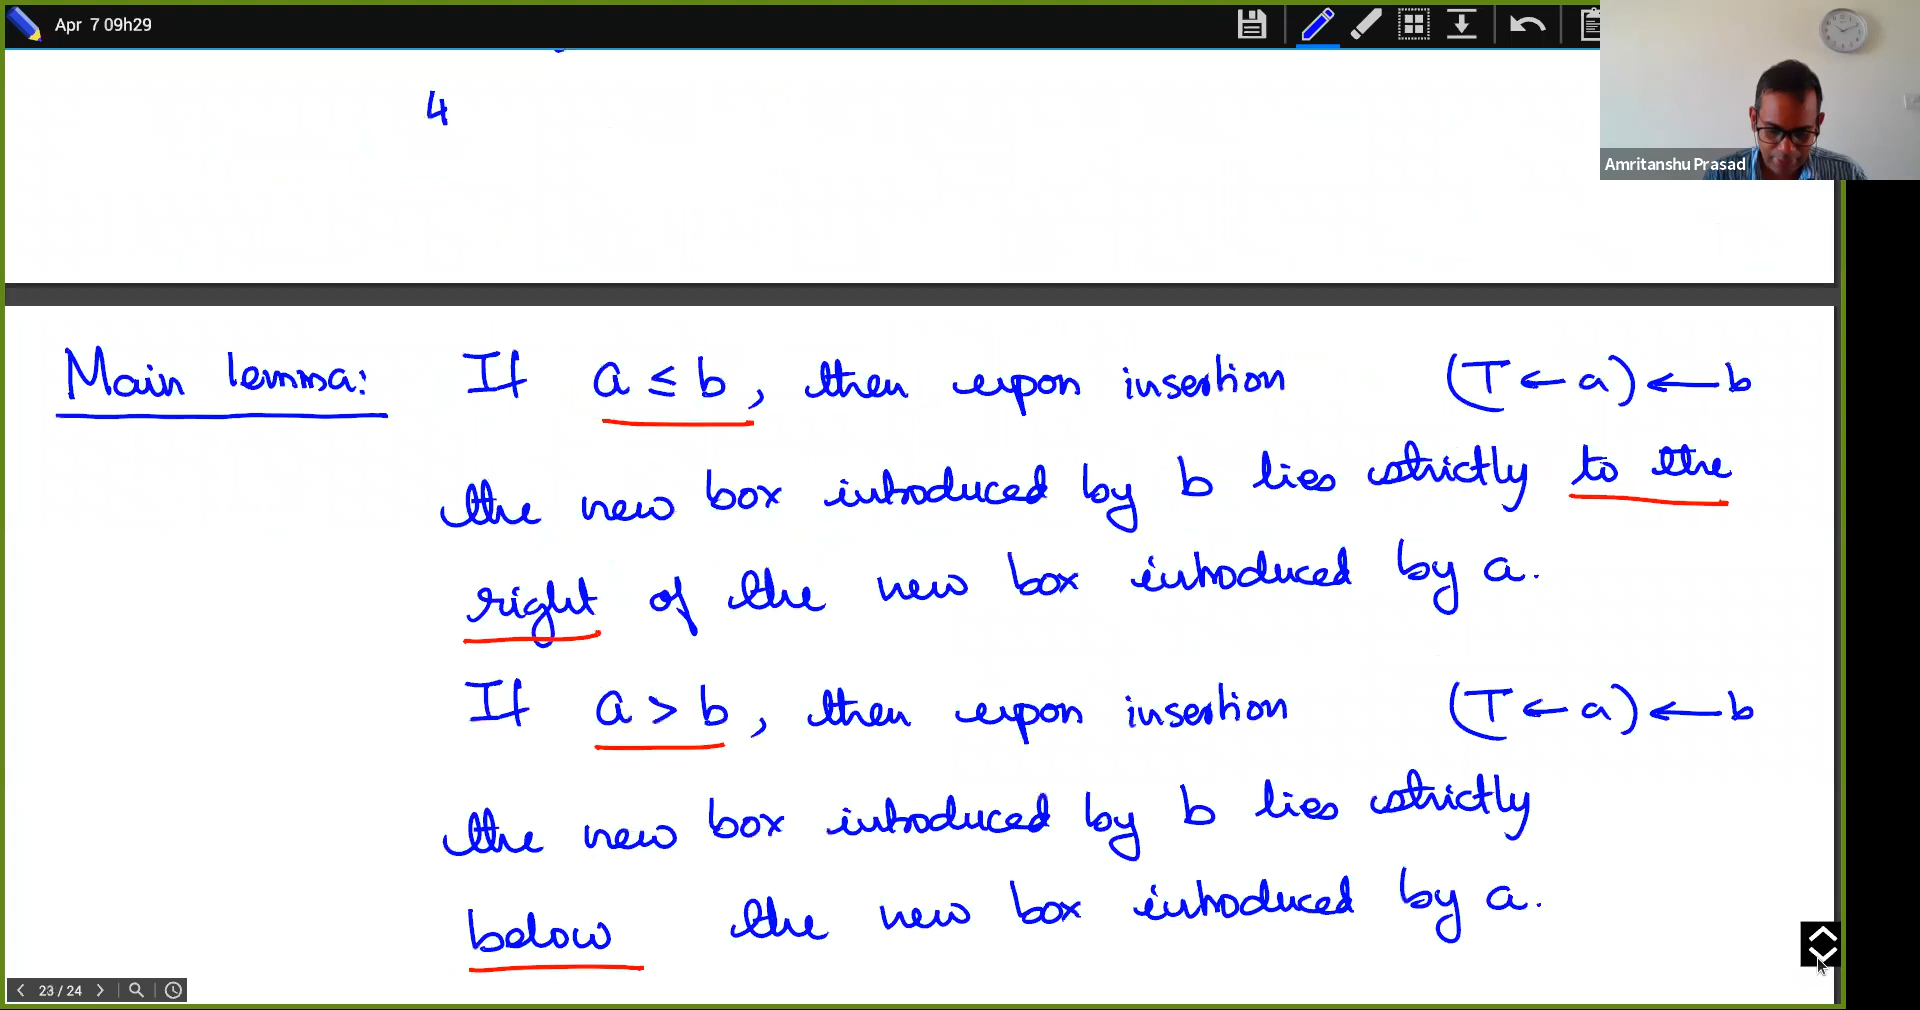 Apr 7 09h29
4
Amritanshu Prasad
Main lemma: If a ≤ b, then upon insertion (T ← a) ← b
the new box introduced by b lies strictly to the
right of the new box introduced by a.
If a > b, then upon insertion (T ← a) ← b
the new box introduced by b lies strictly
below the new box introduced by a.
23 / 24